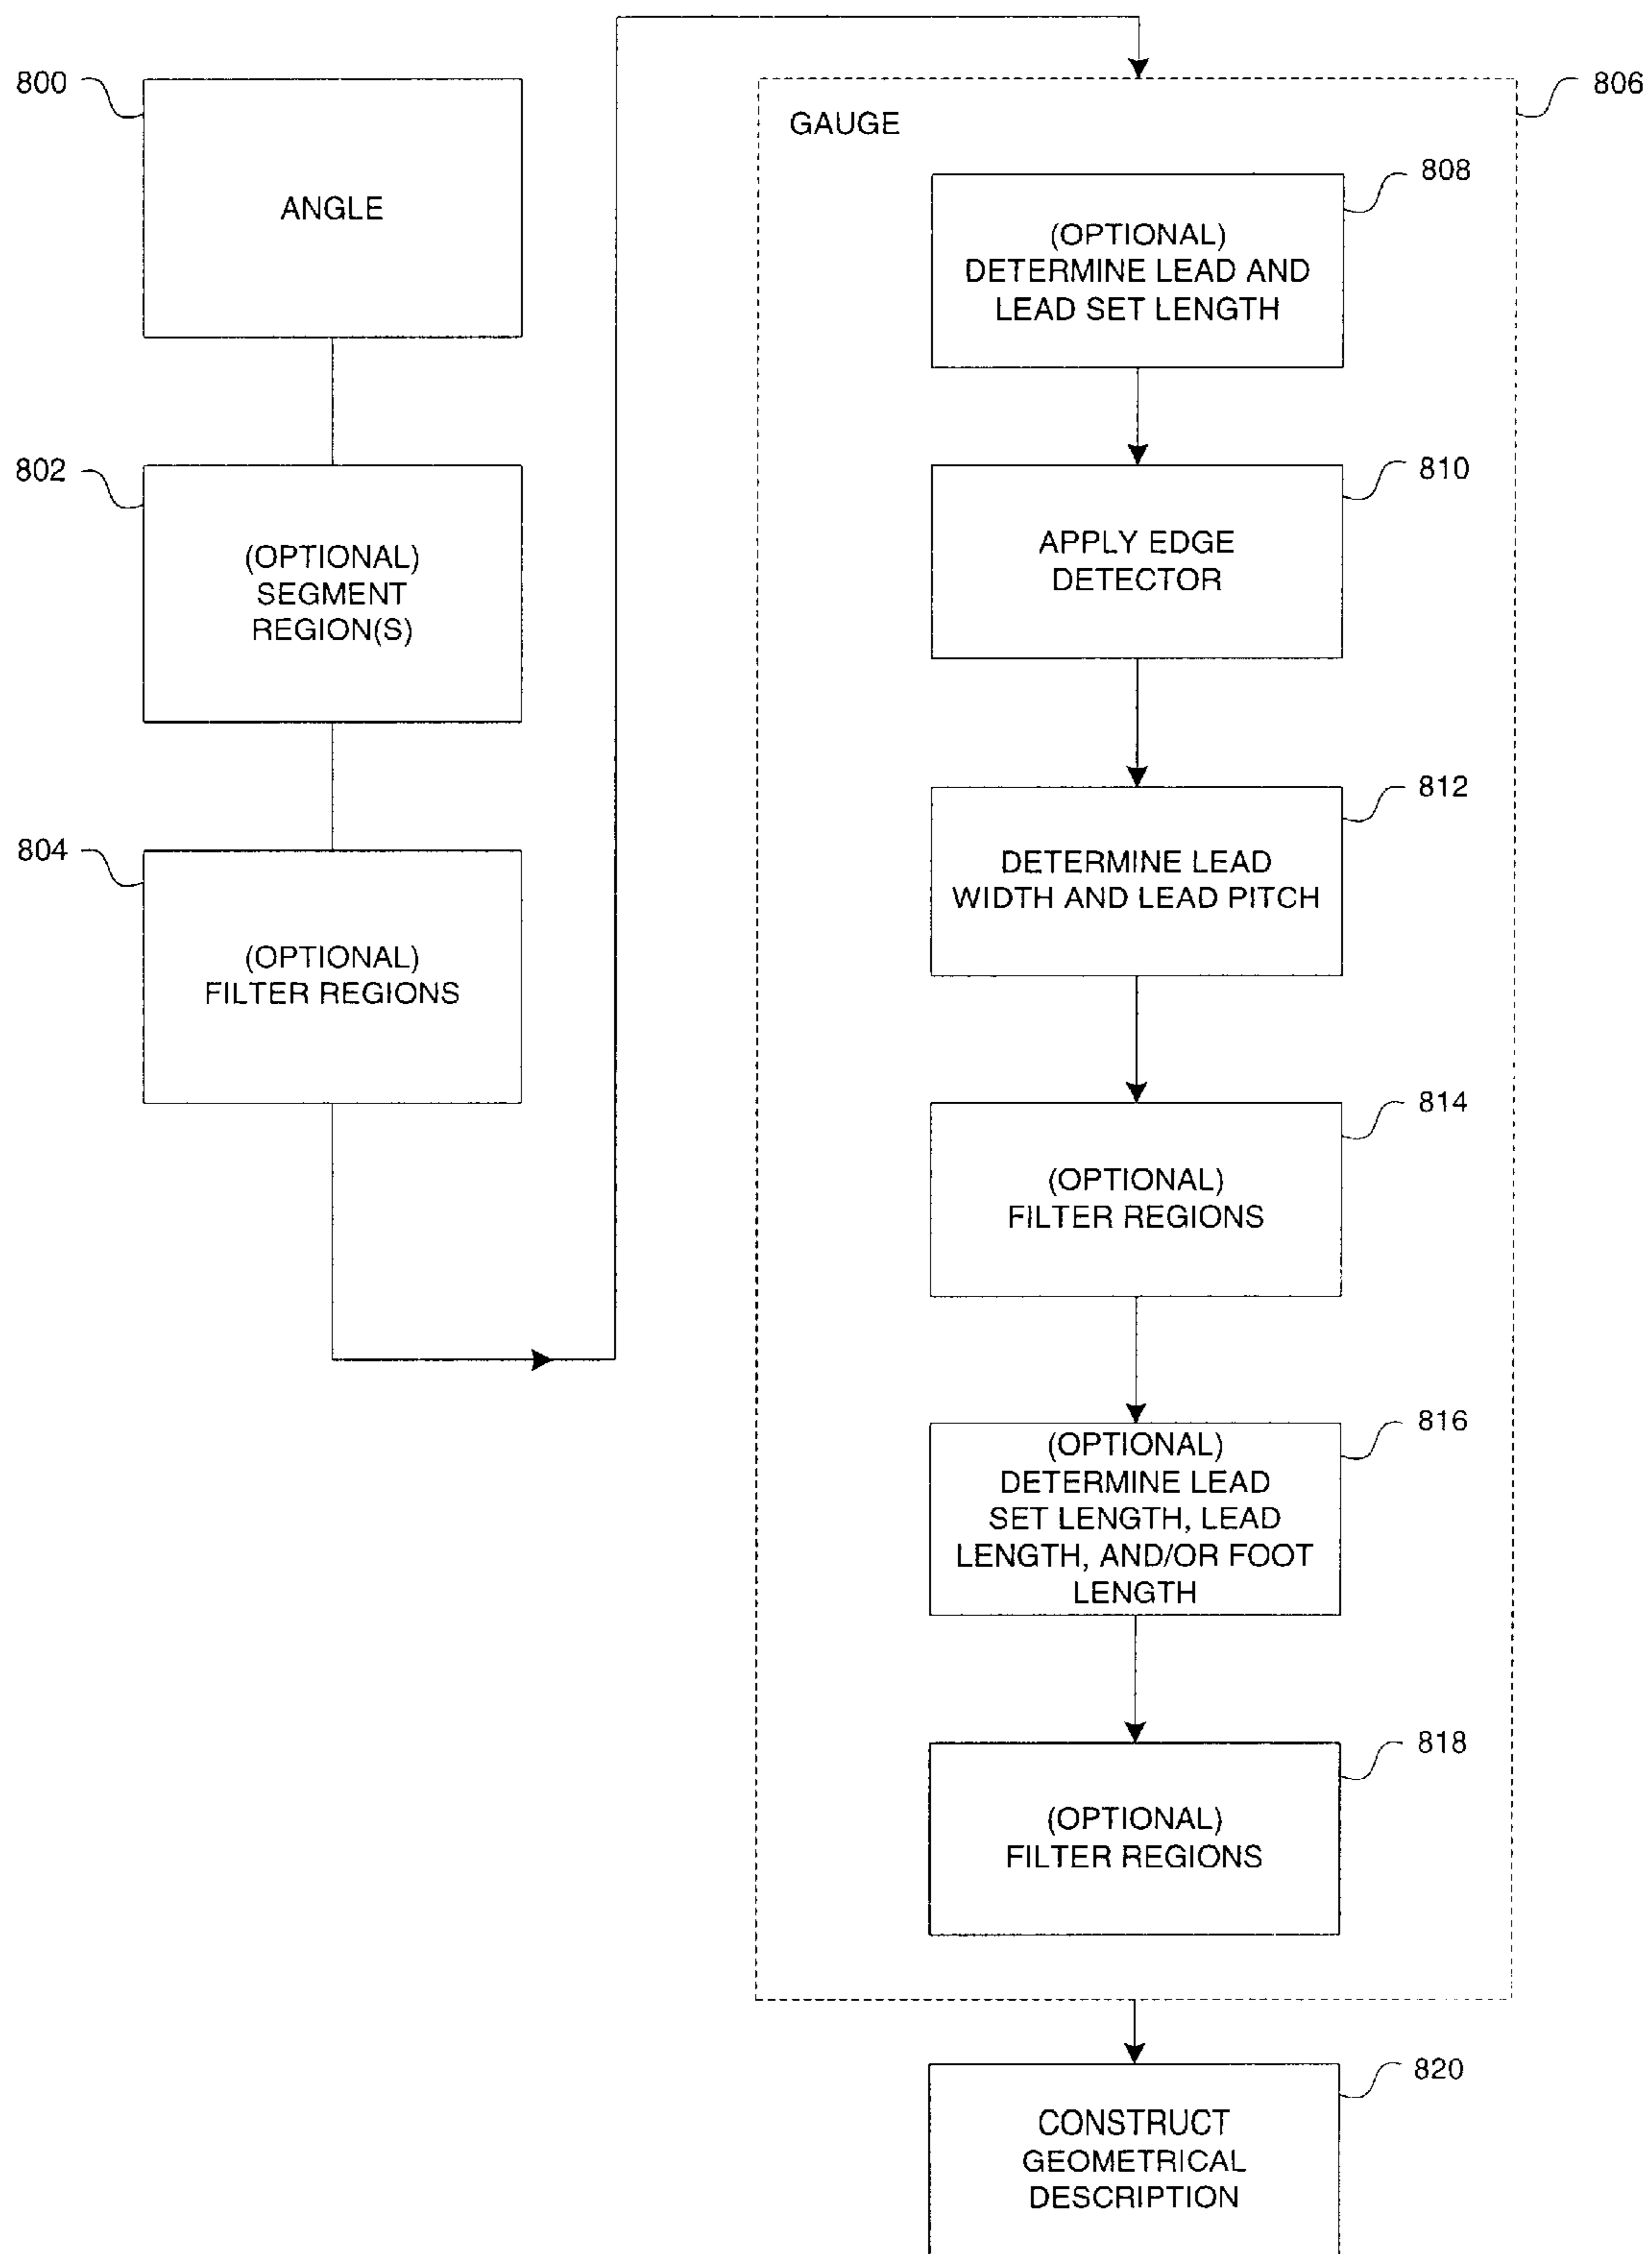 800
ANGLE
802
(OPTIONAL)
SEGMENT
REGION(S)
804
(OPTIONAL)
FILTER REGIONS
806
GAUGE
808
(OPTIONAL)
DETERMINE LEAD AND
LEAD SET LENGTH
810
APPLY EDGE
DETECTOR
812
DETERMINE LEAD
WIDTH AND LEAD PITCH
814
(OPTIONAL)
FILTER REGIONS
816
(OPTIONAL)
DETERMINE LEAD
SET LENGTH, LEAD
LENGTH, AND/OR FOOT
LENGTH
818
(OPTIONAL)
FILTER REGIONS
820
CONSTRUCT
GEOMETRICAL
DESCRIPTION